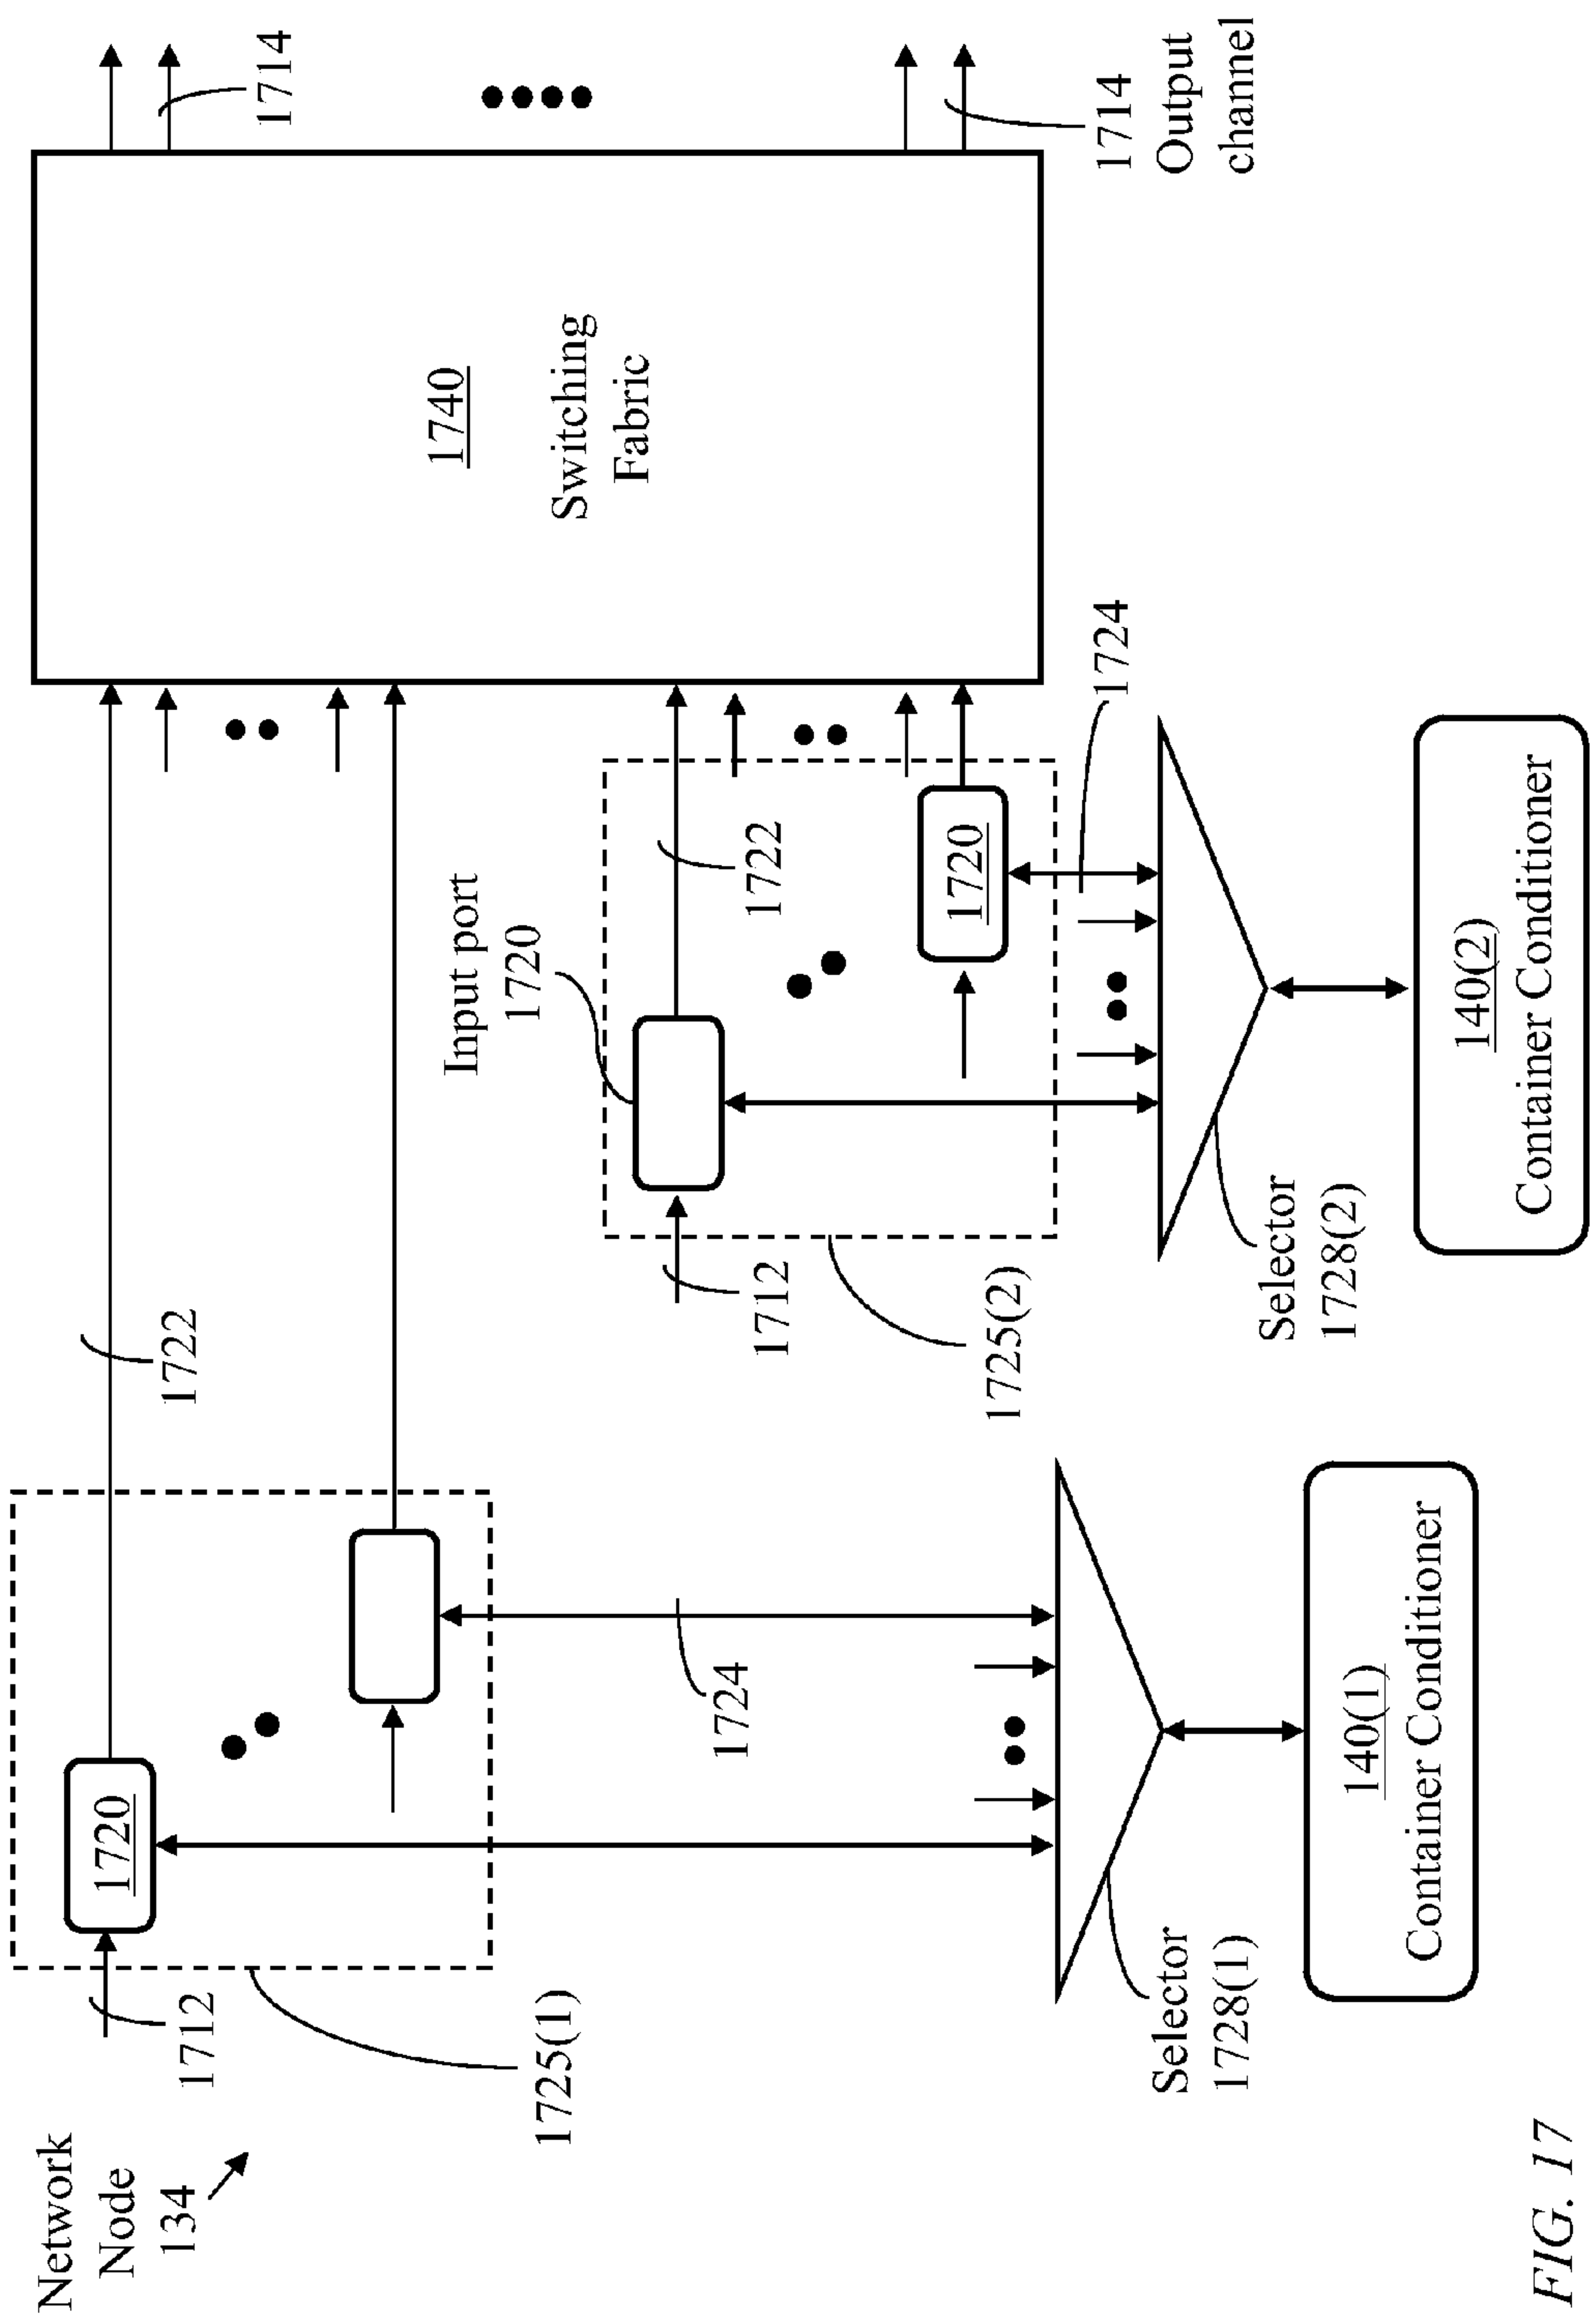 Network
Node
134
1712
1720
1725(1)
1722
1724
Selector
1728(1)
140(1)
Container Conditioner
Input port
1720
1712
1722
1720
1725(2)
1724
Selector
1728(2)
140(2)
Container Conditioner
1740
Switching
Fabric
1714
1714
Output
channel
FIG. 17